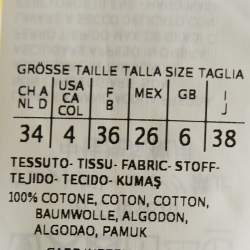 GRÖSSE TAILLE TALLA SIZE TAGLIA
CH A NL D
USA CA COL
F B
MEX
GB
I J
34 4 36 26 6 38
TESSUTO- TISSU- FABRIC- STOFF-
TEJIDO- TECIDO- KUMAŞ
100% COTONE, COTON, COTTON,
BAUMWOLLE, ALGODON,
ALGODAO, PAMUK